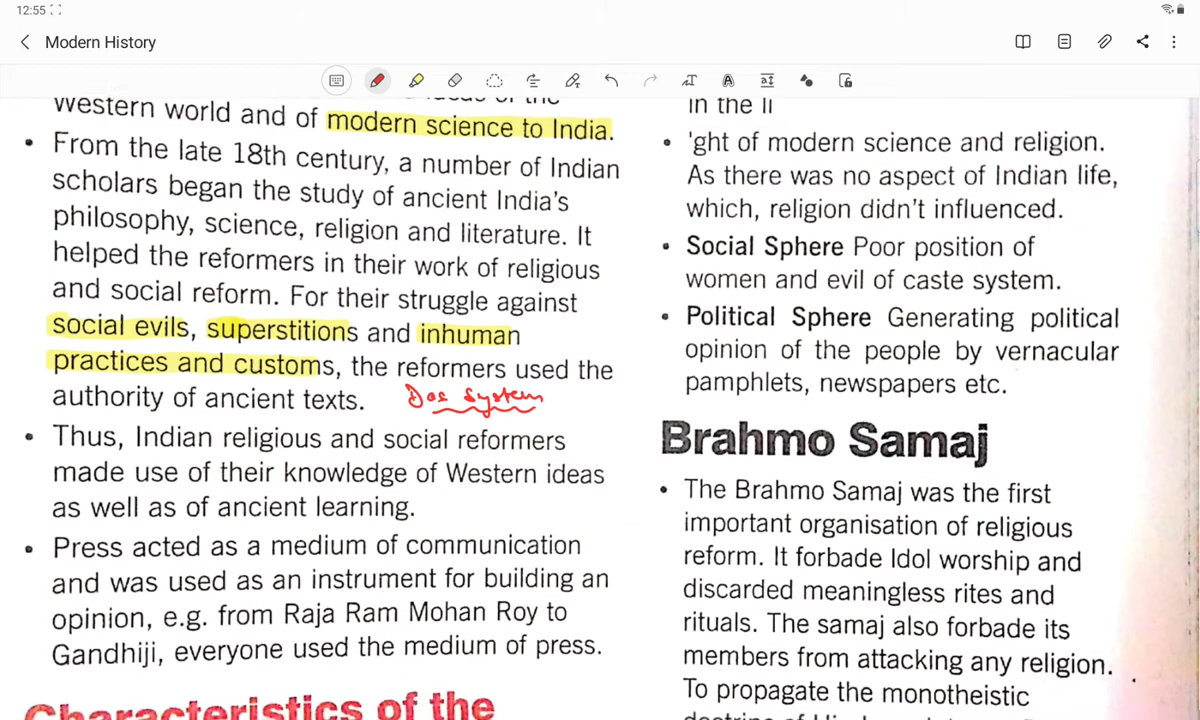 12:55
Modern History
Western world and of modern science to India.
• From the late 18th century, a number of Indian
scholars began the study of ancient India's
philosophy, science, religion and literature. It
helped the reformers in their work of religious
and social reform. For their struggle against
social evils, superstitions and inhuman
practices and customs, the reformers used the
authority of ancient texts.
System
• Thus, Indian religious and social reformers
made use of their knowledge of Western ideas
as well as of ancient learning.
• Press acted as a medium of communication
and was used as an instrument for building an
opinion, e.g. from Raja Ram Mohan Roy to
Gandhiji, everyone used the medium of press.
Characteristics of the
in the li
• 'ght of modern science and religion.
As there was no aspect of Indian life,
which, religion didn't influenced.
• Social Sphere Poor position of
women and evil of caste system.
• Political Sphere Generating political
opinion of the people by vernacular
pamphlets, newspapers etc.
Brahmo Samaj
• The Brahmo Samaj was the first
important organisation of religious
reform. It forbade Idol worship and
discarded meaningless rites and
rituals. The samaj also forbade its
members from attacking any religion.
To propagate the monotheistic